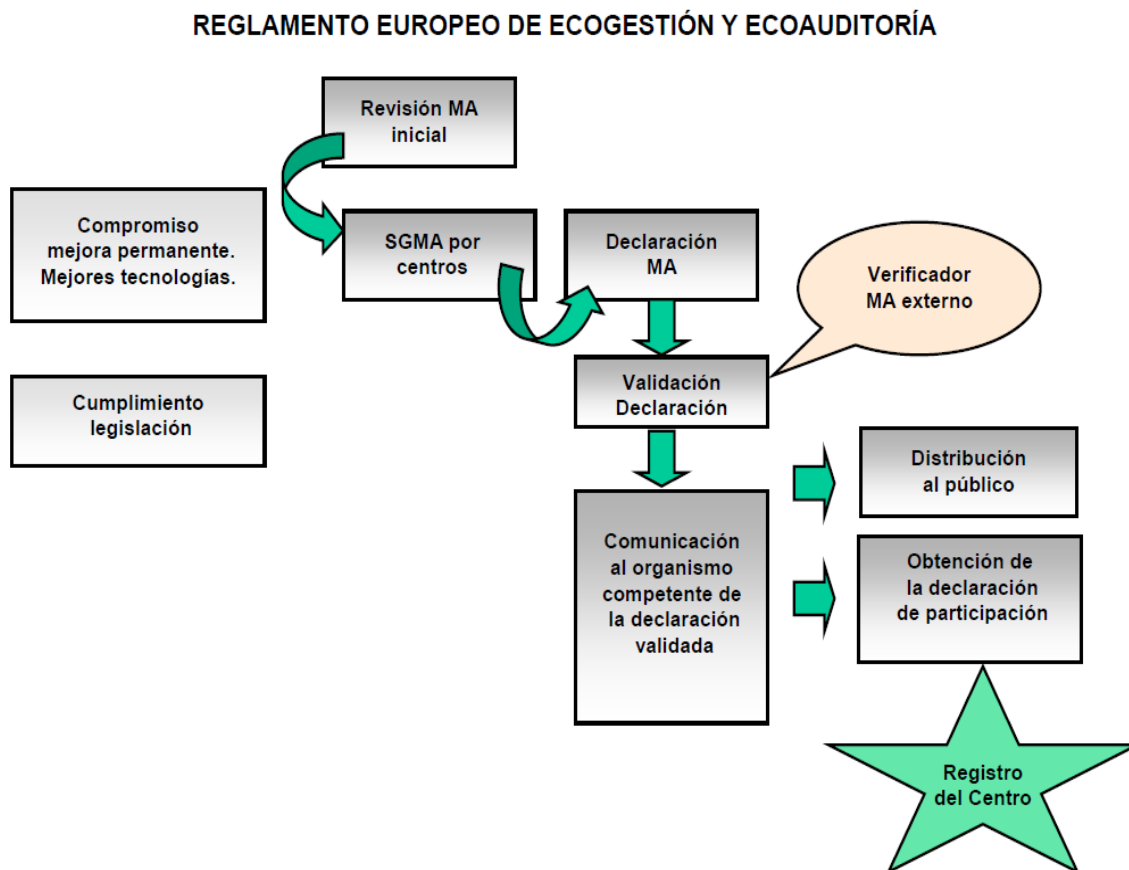 REGLAMENTO EUROPEO DE ECOGESTIÓN Y ECOAUDITORÍA
Revisión MA
inicial
Compromiso
mejora permanente.
Mejores tecnologías.
SGMA por
centros
Declaración
MA
Verificador
MA externo
Validación
Declaración
Cumplimiento
legislación
Distribución
al público
Comunicación
al organismo
competente de
la declaración
validada
Obtención de
la declaración
de participación
Registro
del Centro